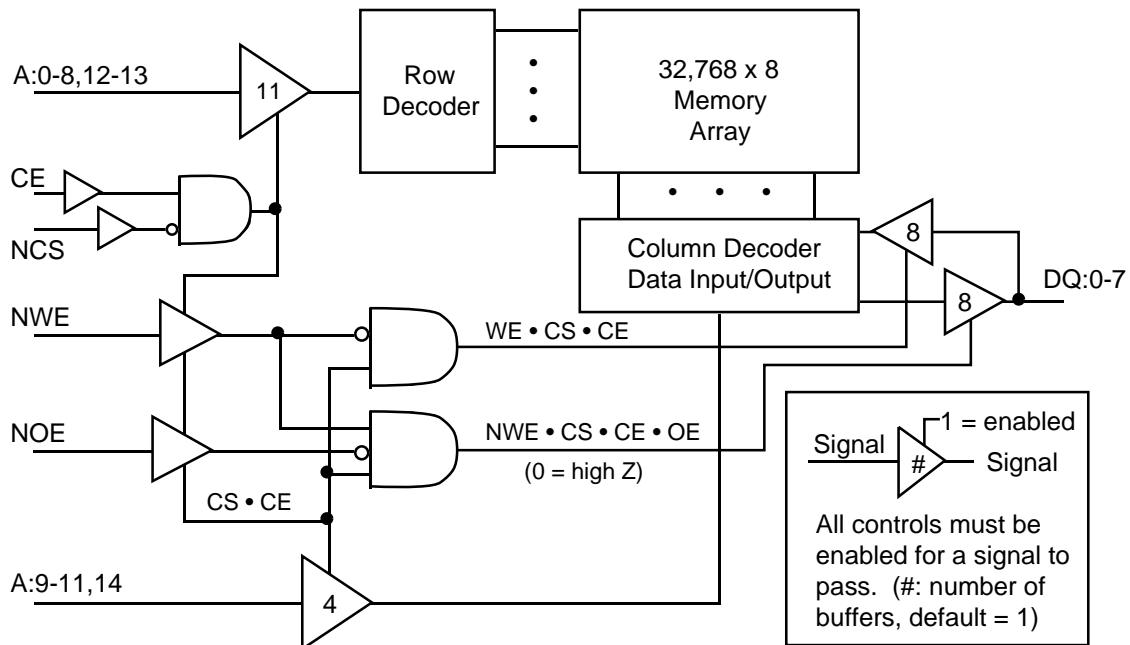 A:0-8,12-13
11
Row
Decoder
32,768 x 8
Memory
Array
CE
NCS
Column Decoder
Data Input/Output
8
8
DQ:0-7
NWE
WE • CS • CE
NOE
NWE • CS • CE • OE
(0 = high Z)
CS • CE
A:9-11,14
4
1 = enabled
Signal
#
Signal
All controls must be
enabled for a signal to
pass. (#: number of
buffers, default = 1)